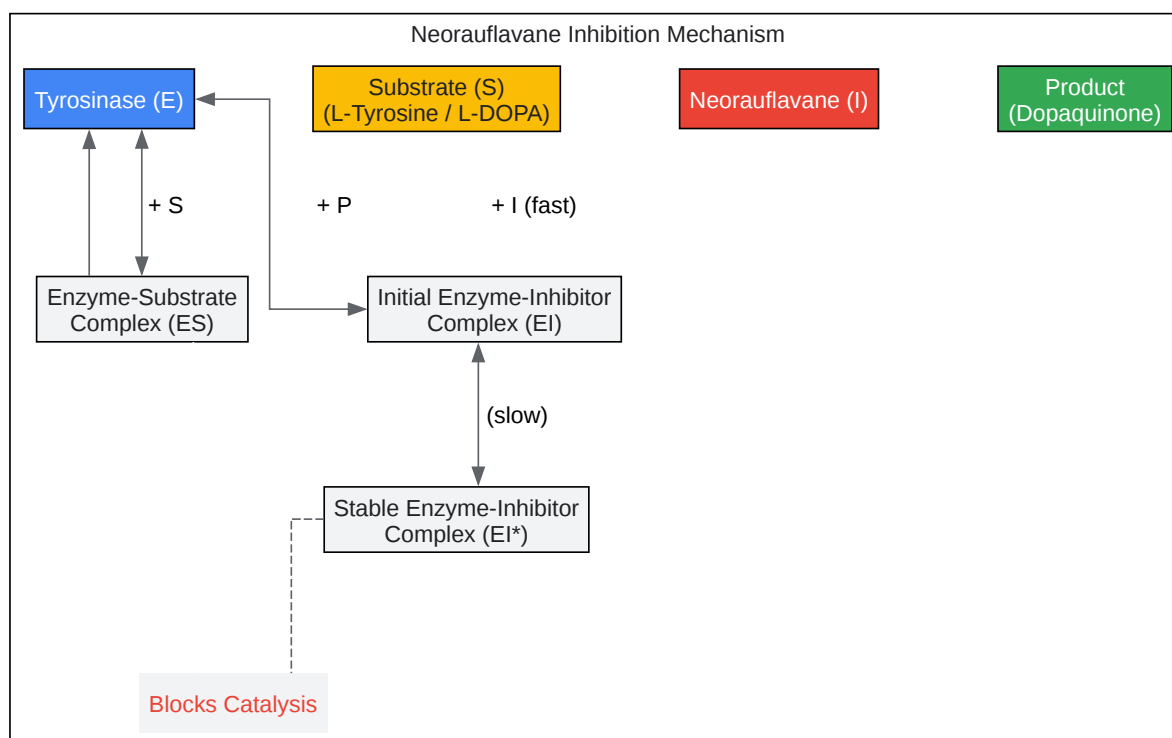 Neorauflavane Inhibition Mechanism
Tyrosinase (E)
Substrate (S)
(L-Tyrosine / L-DOPA)
Neorauflavane (I)
Product
(Dopaquinone)
+ S
+ P
+ I (fast)
Enzyme-Substrate
Complex (ES)
Initial Enzyme-Inhibitor
Complex (EI)
(slow)
Stable Enzyme-Inhibitor
Complex (EI*)
Blocks Catalysis